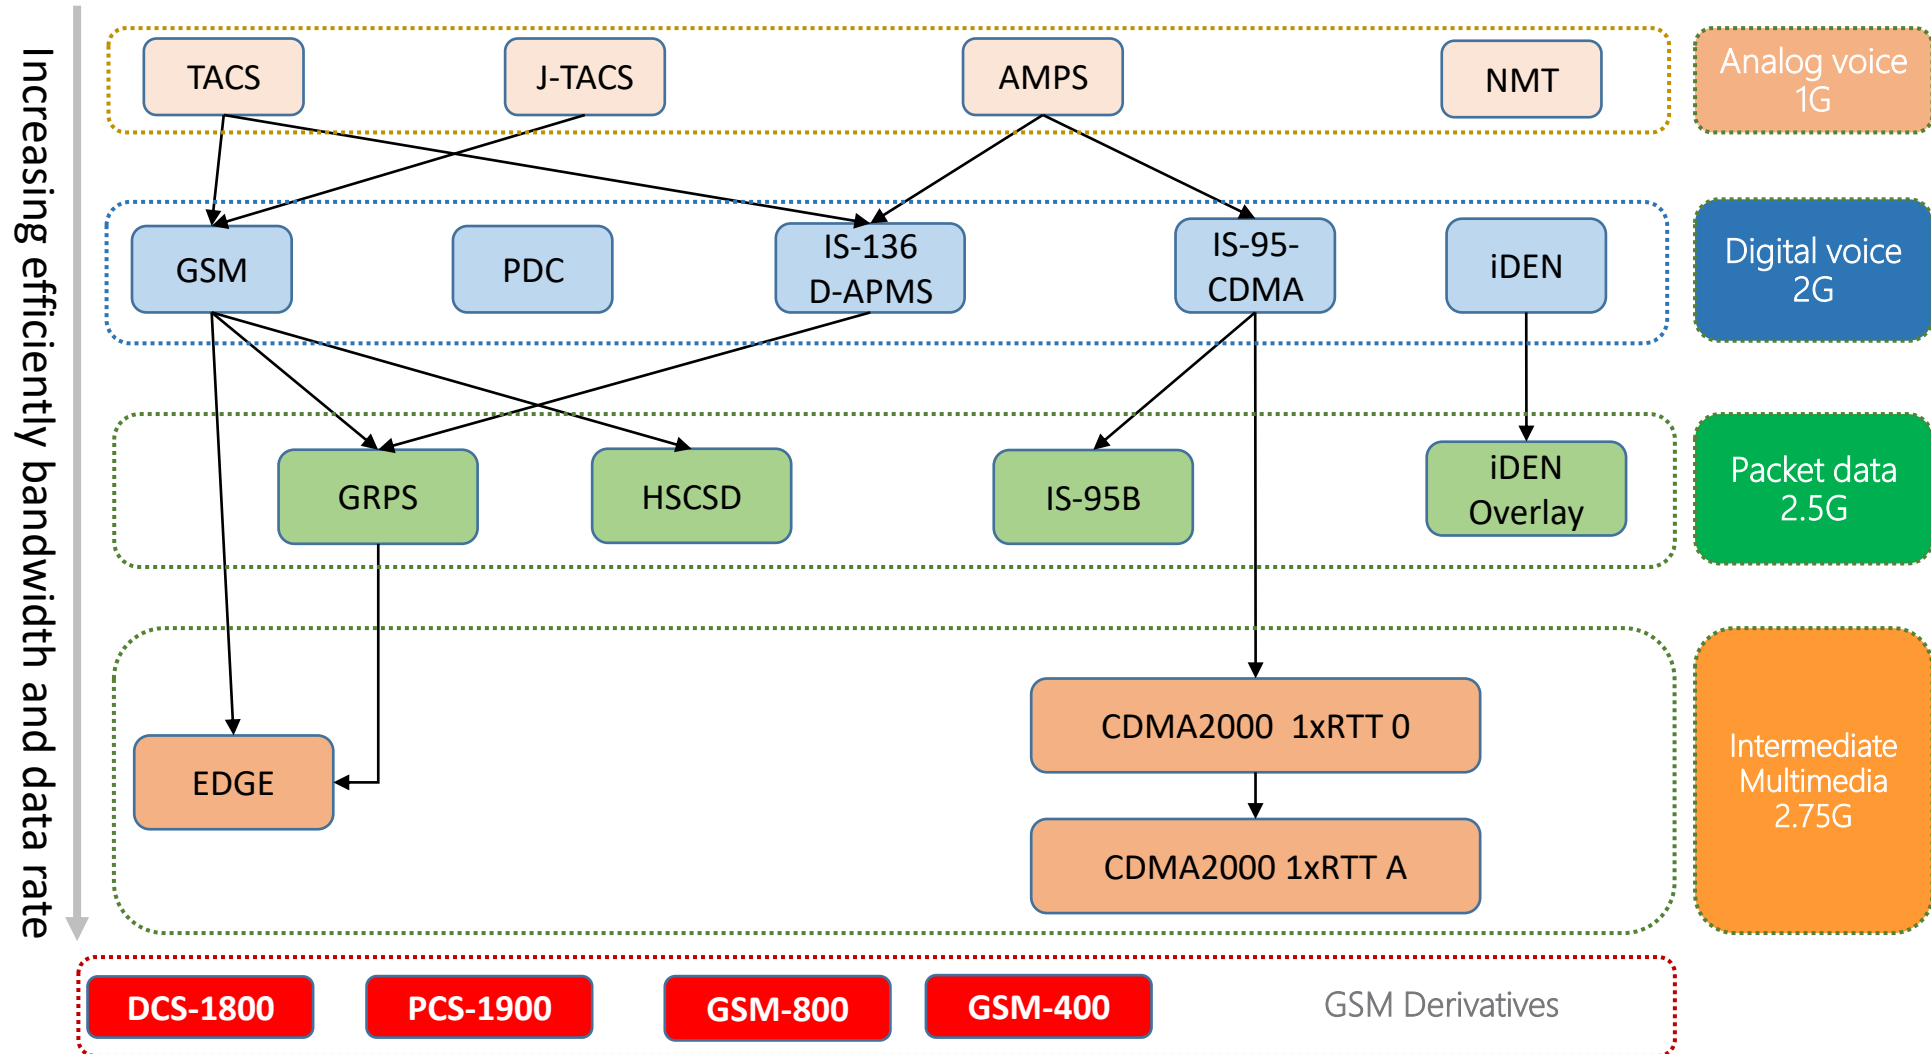 Increasing efficiently bandwidth and data rate
TACS
J-TACS
AMPS
NMT
Analog voice
1G
GSM
PDC
IS-136
D-APMS
IS-95-
CDMA
iDEN
Digital voice
2G
GRPS
HSCSD
IS-95B
iDEN
Overlay
Packet data
2.5G
EDGE
CDMA2000 1xRTT 0
CDMA2000 1xRTT A
Intermediate
Multimedia
2.75G
DCS-1800
PCS-1900
GSM-800
GSM-400
GSM Derivatives